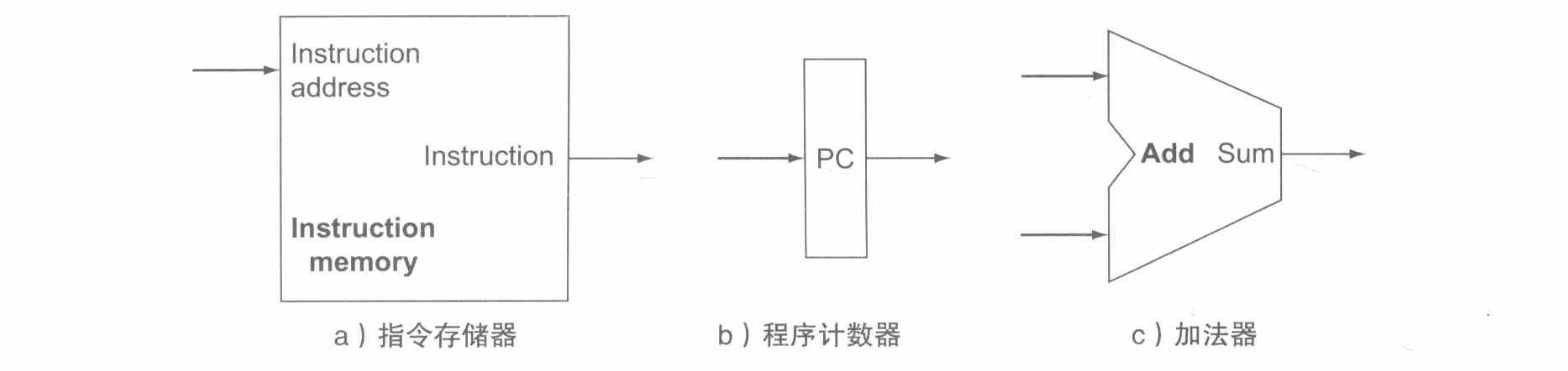 Instruction
address
Instruction
Instruction
memory
PC
Add Sum
a）指令存储器
b）程序计数器
c）加法器